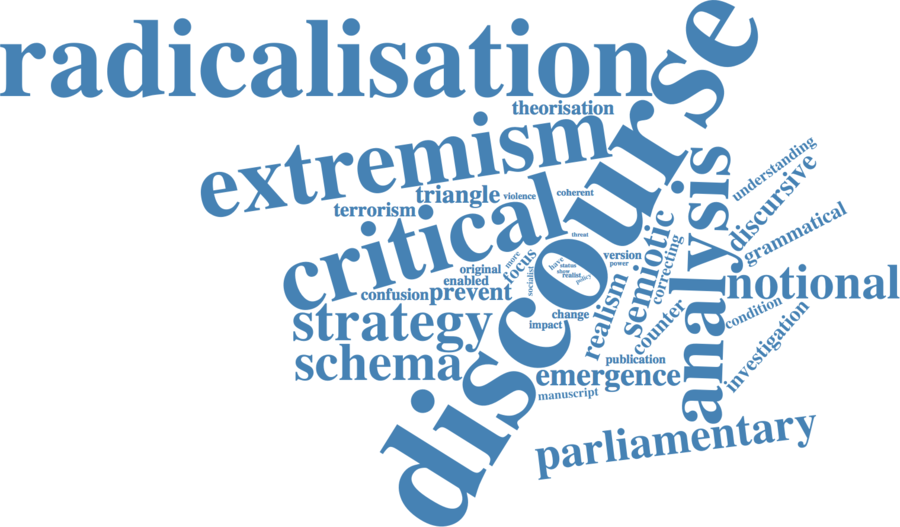 radicalisation
discourse
theorisation
extremism
understanding
triangle
violence
coherent
analysis
discursive
terrorism
critical
threat
semiotic
grammatical
more
focus
have
status
version
power
correcting
original
socialist
show
realist
policy
enabled
confusion
prevent
realism
notional
strategy
change
impact
counter
condition
schema
publication
investigation
emergence
manuscript
parliamentary